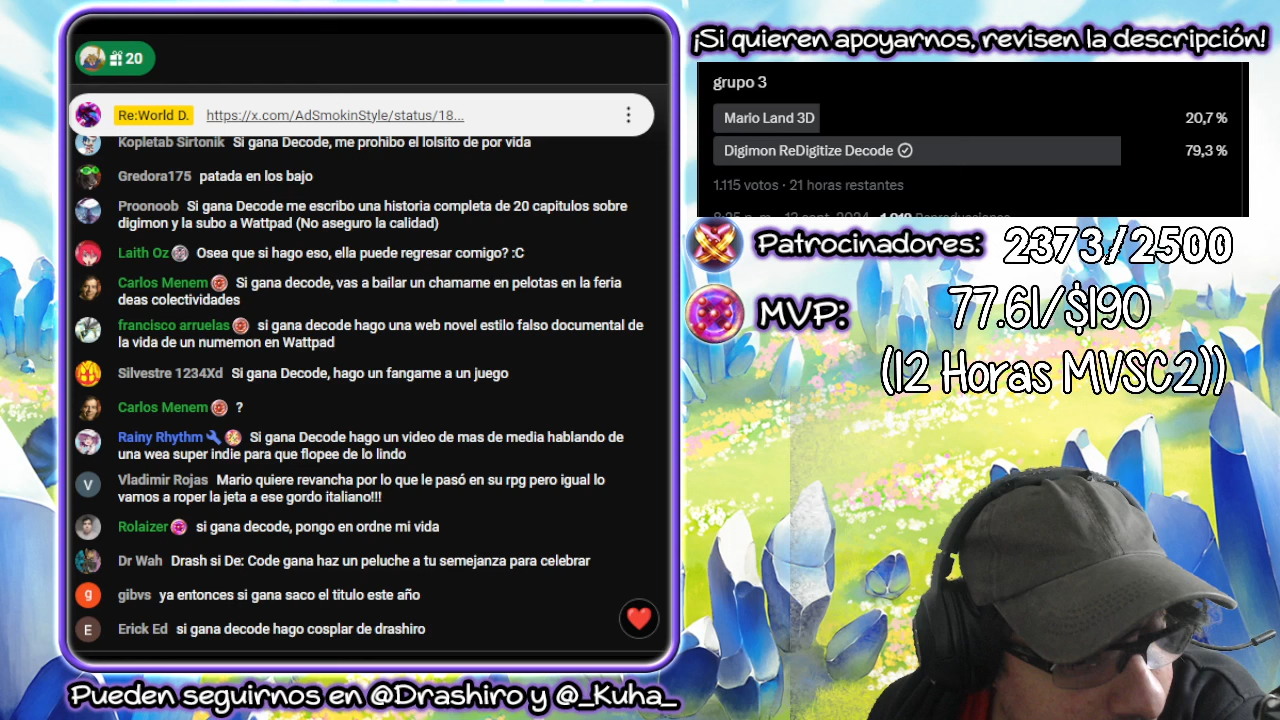 20
Re:World D. https://x.com/AdSmokinStyle/status/18...
Kopletab Sirtonik Si gana Decode, me prohibo el lolsito de por vida
Gredora175 patada en los bajo
Proonoob Si gana Decode me escribo una historia completa de 20 capitulos sobre
digimon y la subo a Wattpad (No aseguro la calidad)
Laith Oz Osea que si hago eso, ella puede regresar comigo? :C
Carlos Menem Si gana decode, vas a bailar un chamame en pelotas en la feria
deas colectividades
francisco arruelas si gana decode hago una web novel estilo falso documental de
la vida de un numemon en Wattpad
Silvestre 1234Xd Si gana Decode, hago un fangame a un juego
Carlos Menem ?
Rainy Rhythm Si gana Decode hago un video de mas de media hablando de
una wea super indie para que flopee de lo lindo
V
Vladimir Rojas Mario quiere revancha por lo que le pasó en su rpg pero igual lo
vamos a roper la jeta a ese gordo italiano!!!
Rolaizer si gana decode, pongo en ordne mi vida
Dr Wah Drash si De: Code gana haz un peluche a tu semejanza para celebrar
g
gibvs ya entonces si gana saco el titulo este año
E
Erick Ed si gana decode hago cosplar de drashiro
Pueden seguirnos en @Drashiro y @_Kuha_
¡Si quieren apoyarnos, revisen la descripción!
grupo 3
Mario Land 3D 20,7 %
Digimon ReDigitize Decode 79,3 %
1.115 votos · 21 horas restantes
8:25 p. m. · 12 sept. 2024 · 1.919 Reproducciones
Patrocinadores: 2373/2500
MVP: 77.61/$190
(12 Horas MVSC2))